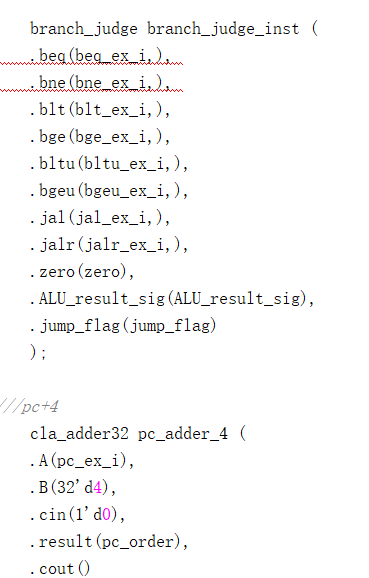 branch_judge branch_judge_inst (
.beq(beq_ex_i,),
.bne(bne_ex_i,),
.blt(blt_ex_i,),
.bge(bge_ex_i,),
.bltu(bltu_ex_i,),
.bgeu(bgeu_ex_i,),
.jal(jal_ex_i,),
.jalr(jalr_ex_i,),
.zero(zero),
.ALU_result_sig(ALU_result_sig),
.jump_flag(jump_flag)
);
///pc+4
cla_adder32 pc_adder_4 (
.A(pc_ex_i),
.B(32'd4),
.cin(1'd0),
.result(pc_order),
.cout()